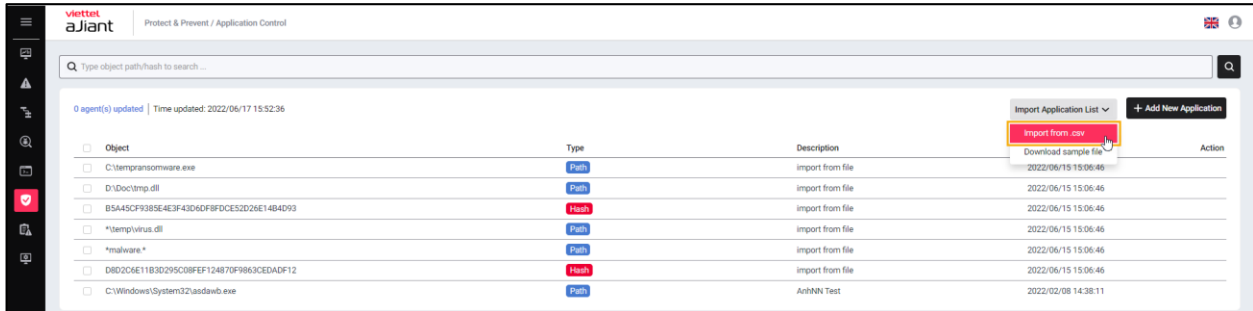 viettel
aJiant
Protect & Prevent / Application Control
Type object path/hash to search ...
0 agent(s) updated | Time updated: 2022/06/17 15:52:36
Import Application List
+ Add New Application
Import from .csv
Download sample file
Object Type Description Action
C:\tempransomware.exe Path import from file 2022/06/15 15:06:46
D:\Doc\tmp.dll Path import from file 2022/06/15 15:06:46
B5A45CF9385E4E3F43D6DF8FDCE52D26E14B4D93 Hash import from file 2022/06/15 15:06:46
*\temp\virus.dll Path import from file 2022/06/15 15:06:46
*malware.* Path import from file 2022/06/15 15:06:46
D8D2C6E11B3D295C08FEF124870F9863CEDADF12 Hash import from file 2022/06/15 15:06:46
C:\Windows\System32\asdawb.exe Path AnhNN Test 2022/02/08 14:38:11